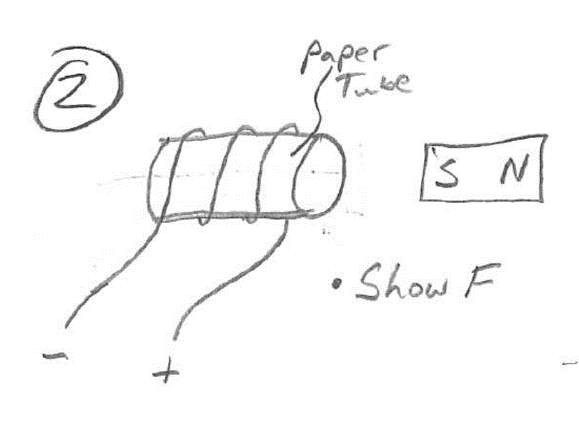 2
Paper
Tube
S N
• Show F
-
+